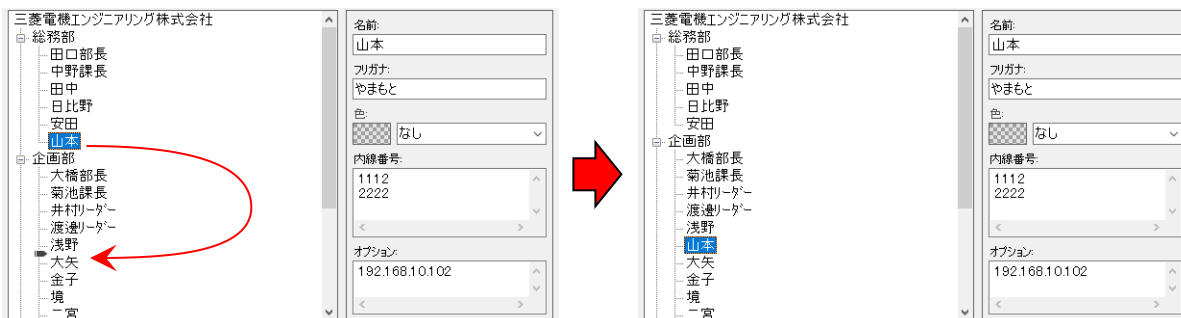 三菱電機エンジニアリング株式会社
総務部
田口部長
中野課長
田中
日比野
安田
山本
企画部
大橋部長
菊池課長
井村リーダー
渡邊リーダー
浅野
大矢
金子
境
二宮
名前:
山本
フリガナ:
やまもと
色:
なし
内線番号:
1112
2222
オプション:
192.168.10.102
三菱電機エンジニアリング株式会社
総務部
田口部長
中野課長
田中
日比野
安田
企画部
大橋部長
菊池課長
井村リーダー
渡邊リーダー
浅野
山本
大矢
金子
境
二宮
名前:
山本
フリガナ:
やまもと
色:
なし
内線番号:
1112
2222
オプション:
192.168.10.102